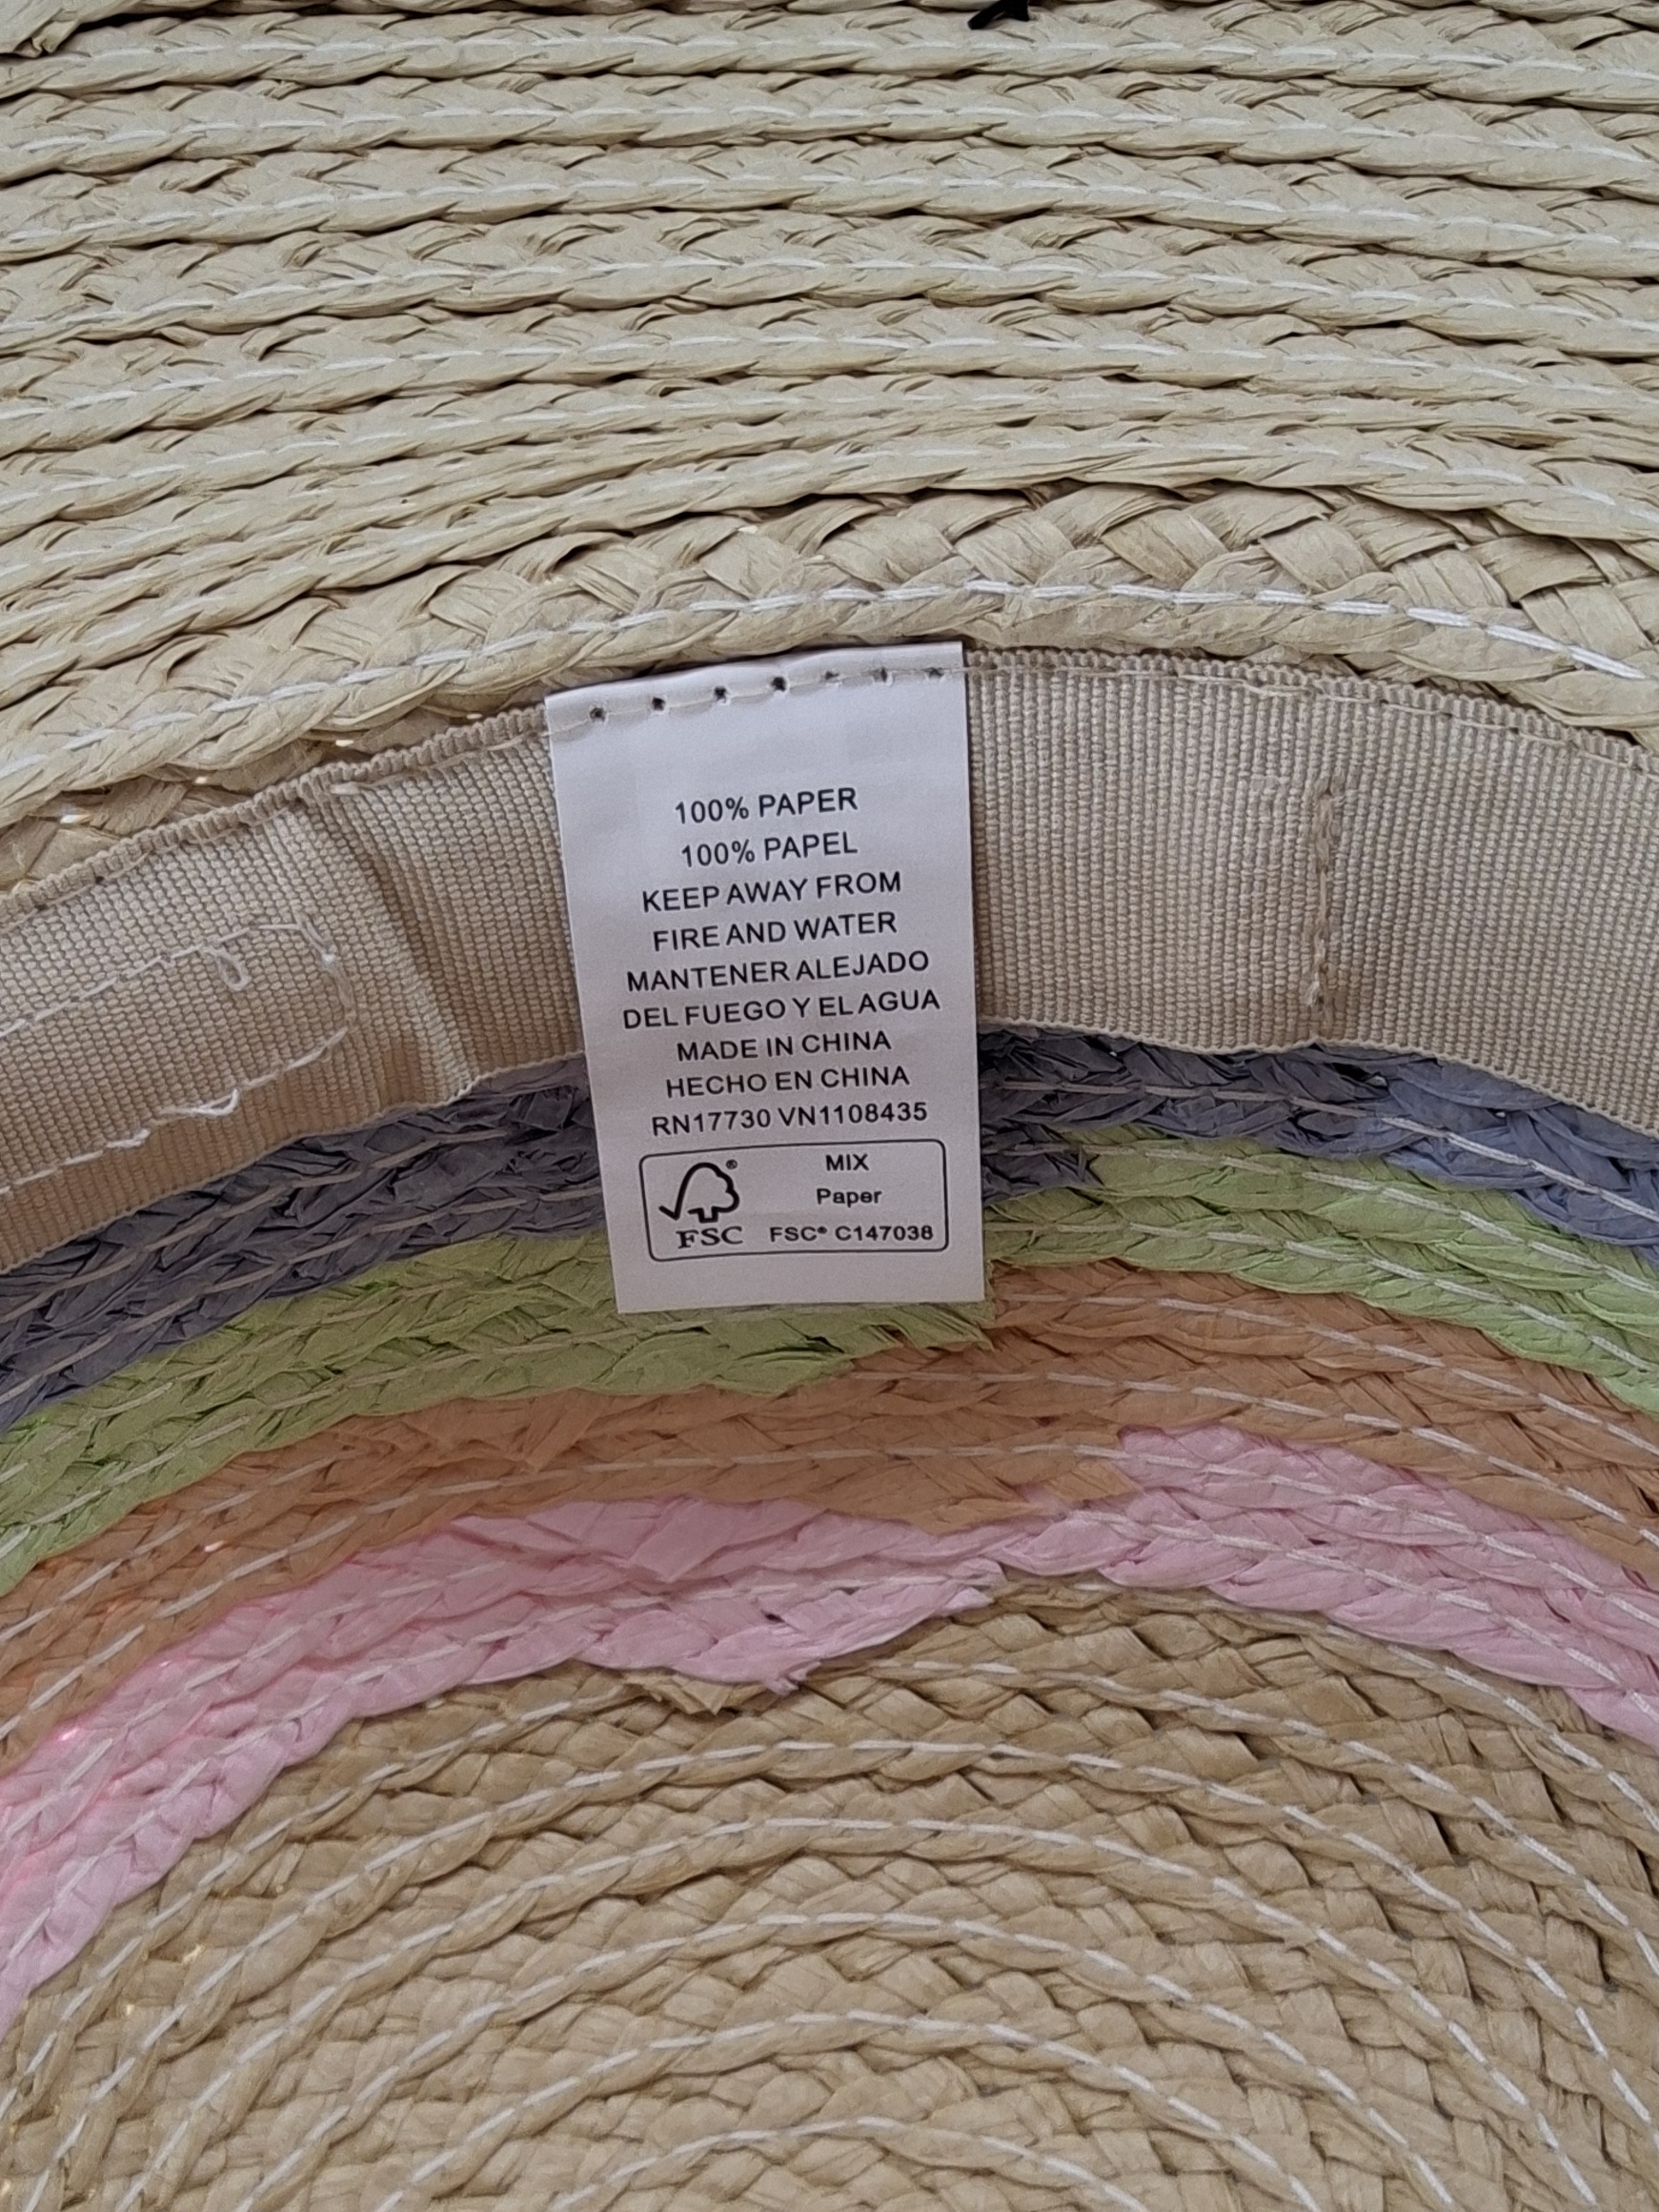 100% PAPER
100% PAPEL
KEEP AWAY FROM
FIRE AND WATER
MANTENER ALEJADO
DEL FUEGO Y EL AGUA
MADE IN CHINA
HECHO EN CHINA
RN17730 VN1108435
®
FSC
MIX
Paper
FSC® C147038